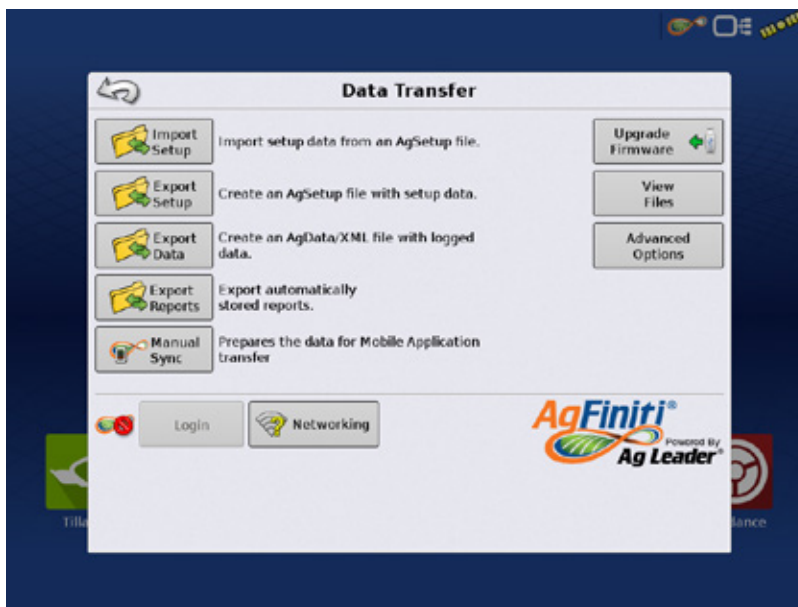 Data Transfer
Import
Setup
Import setup data from an AgSetup file.
Upgrade
Firmware
Export
Setup
Create an AgSetup file with setup data.
View
Files
Export
Data
Create an AgData/XML file with logged
data.
Advanced
Options
Export
Reports
Export automatically
stored reports.
Manual
Sync
Prepares the data for Mobile Application
transfer
Login
Networking
AgFiniti®
Powered By
Ag Leader®
Tilla
dance